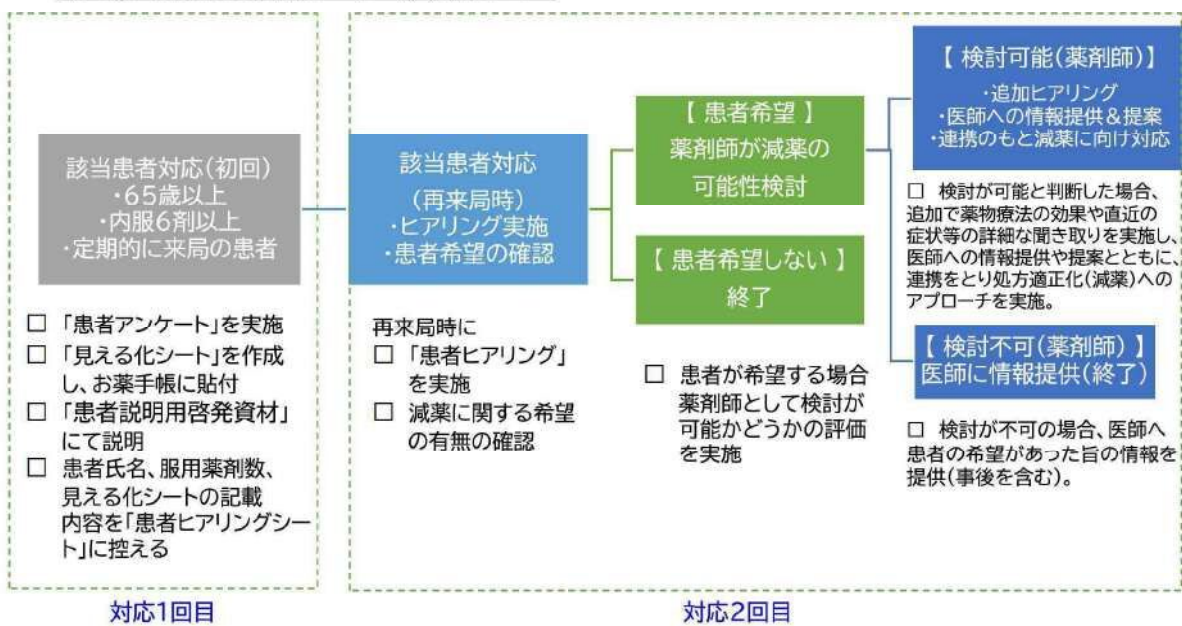 該当患者対応(初回)
・65歳以上
・内服6剤以上
・定期的に来局の患者
□ 「患者アンケート」を実施
□ 「見える化シート」を作成
し、お薬手帳に貼付
□ 「患者説明用啓発資材」
にて説明
□ 患者氏名、服用薬剤数、
見える化シートの記載
内容を「患者ヒアリングシー
ト」に控える
対応1回目
該当患者対応
(再来局時)
・ヒアリング実施
・患者希望の確認
再来局時に
□ 「患者ヒアリング」
を実施
□ 減薬に関する希望
の有無の確認
【 患者希望 】
薬剤師が減薬の
可能性検討
【 患者希望しない 】
終了
□ 患者が希望する場合
薬剤師として検討が
可能かどうかの評価
を実施
【 検討可能(薬剤師)】
・追加ヒアリング
・医師への情報提供&提案
・連携のもと減薬に向け対応
□ 検討が可能と判断した場合、
追加で薬物療法の効果や直近の
症状等の詳細な聞き取りを実施し、
医師への情報提供や提案とともに、
連携をとり処方適正化(減薬)への
アプローチを実施。
【 検討不可(薬剤師) 】
医師に情報提供(終了)
□ 検討が不可の場合、医師へ
患者の希望があった旨の情報を
提供(事後を含む)。
対応2回目